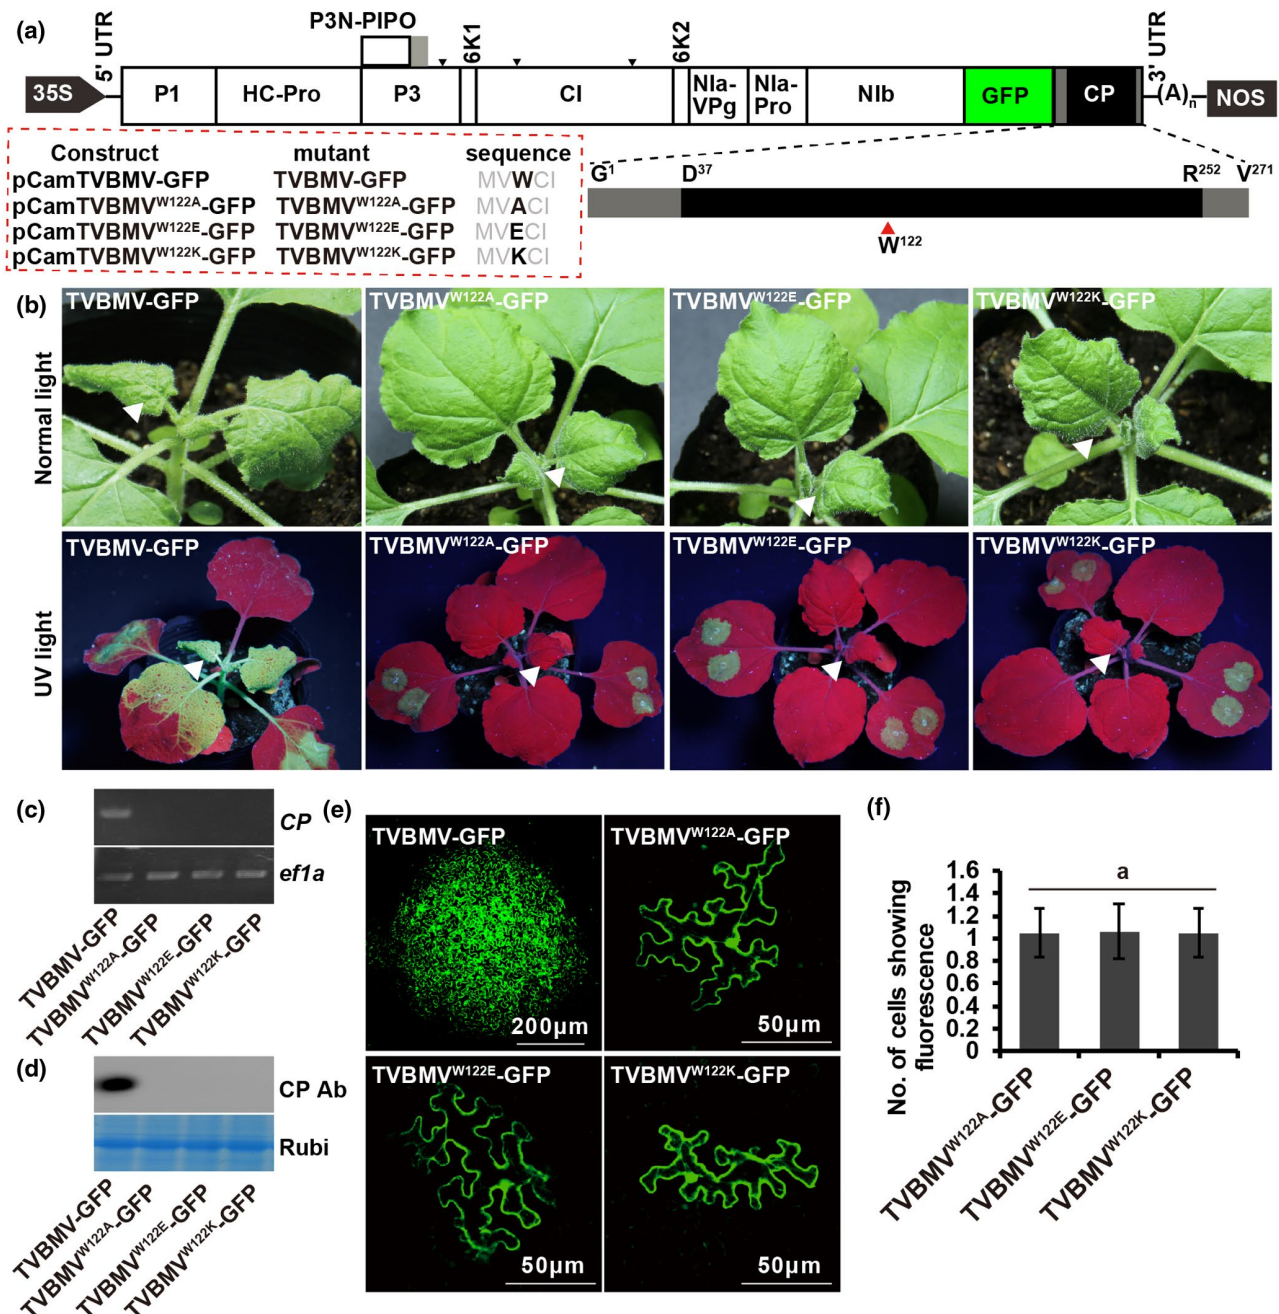 (a)
P3N-PIPO
5' UTR
6K1
6K2
3' UTR
35S
P1
HC-Pro
P3
CI
NIa-
VPg
NIa-
Pro
NIb
GFP
CP
(A)n
NOS
Construct mutant sequence
pCamTVBMV-GFP TVBMV-GFP MVWCI
pCamTVBMVW122A-GFP TVBMVW122A-GFP MVACI
pCamTVBMVW122E-GFP TVBMVW122E-GFP MVECI
pCamTVBMVW122K-GFP TVBMVW122K-GFP MVKCI
G1 D37 R252 V271
W122
(b)
Normal light
TVBMV-GFP
TVBMVW122A-GFP
TVBMVW122E-GFP
TVBMVW122K-GFP
UV light
TVBMV-GFP
TVBMVW122A-GFP
TVBMVW122E-GFP
TVBMVW122K-GFP
(c)
CP
ef1a
TVBMV-GFP
TVBMVW122A-GFP
TVBMVW122E-GFP
TVBMVW122K-GFP
(d)
CP Ab
Rubi
TVBMV-GFP
TVBMVW122A-GFP
TVBMVW122E-GFP
TVBMVW122K-GFP
(e)
TVBMV-GFP
200μm
TVBMVW122A-GFP
50μm
TVBMVW122E-GFP
50μm
TVBMVW122K-GFP
50μm
(f)
No. of cells showing
fluorescence
1.6
1.4
1.2
1
0.8
0.6
0.4
0.2
0
a
TVBMVW122A-GFP
TVBMVW122E-GFP
TVBMVW122K-GFP